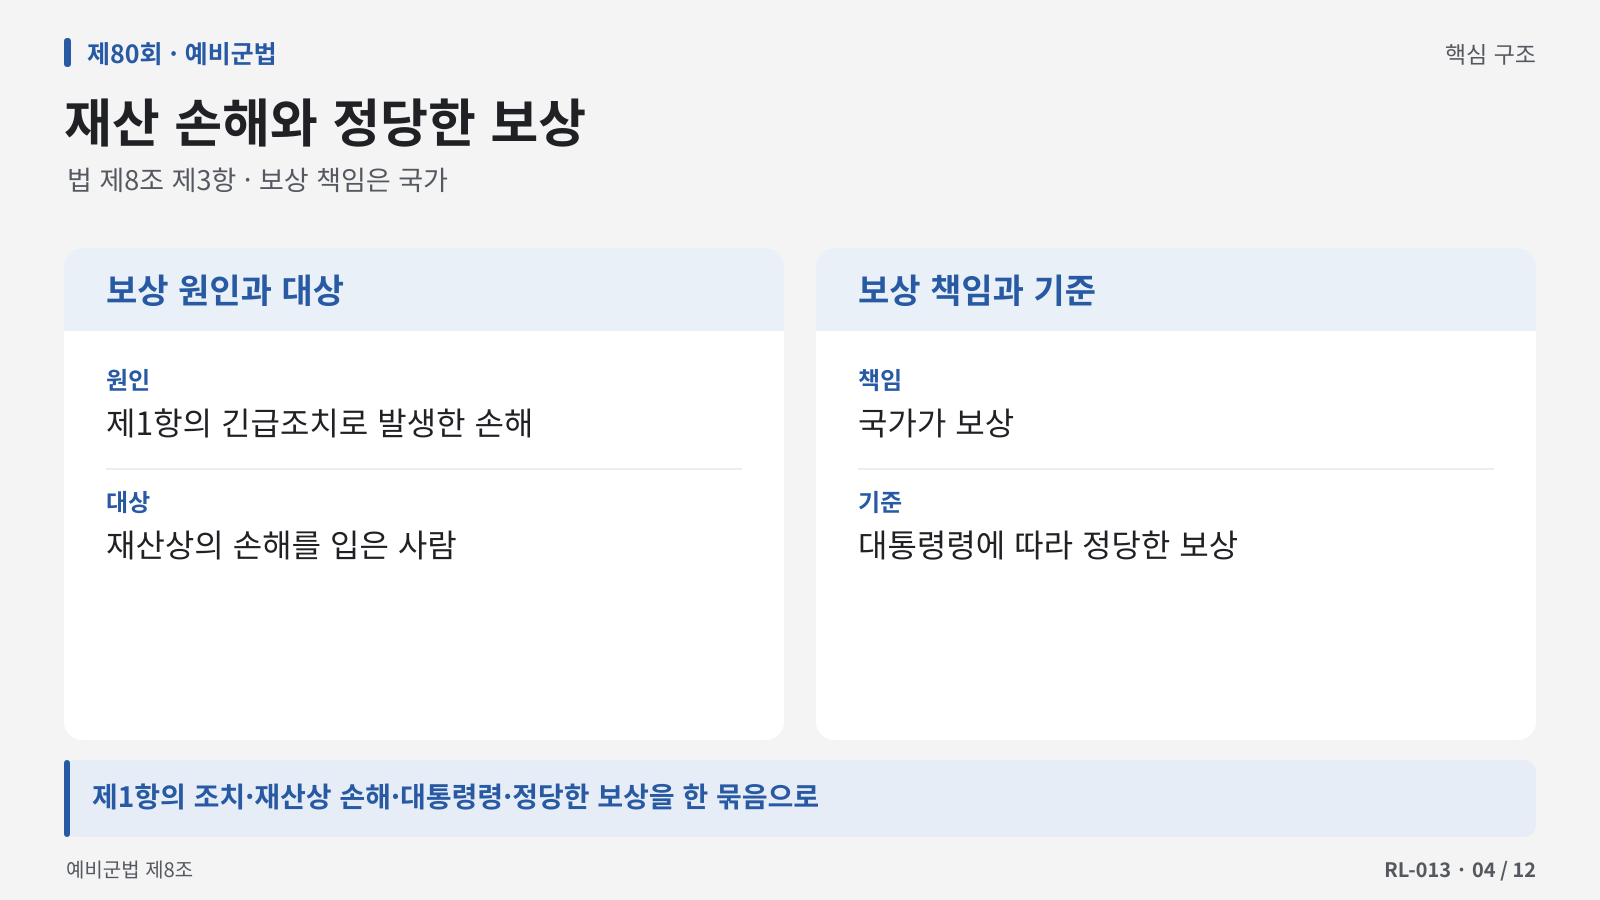 제80회 · 예비군법
핵심 구조
재산 손해와 정당한 보상
법 제8조 제3항 · 보상 책임은 국가
보상 원인과 대상
원인
제1항의 긴급조치로 발생한 손해
대상
재산상의 손해를 입은 사람
보상 책임과 기준
책임
국가가 보상
기준
대통령령에 따라 정당한 보상
제1항의 조치·재산상 손해·대통령령·정당한 보상을 한 묶음으로
예비군법 제8조
RL-013 · 04 / 12